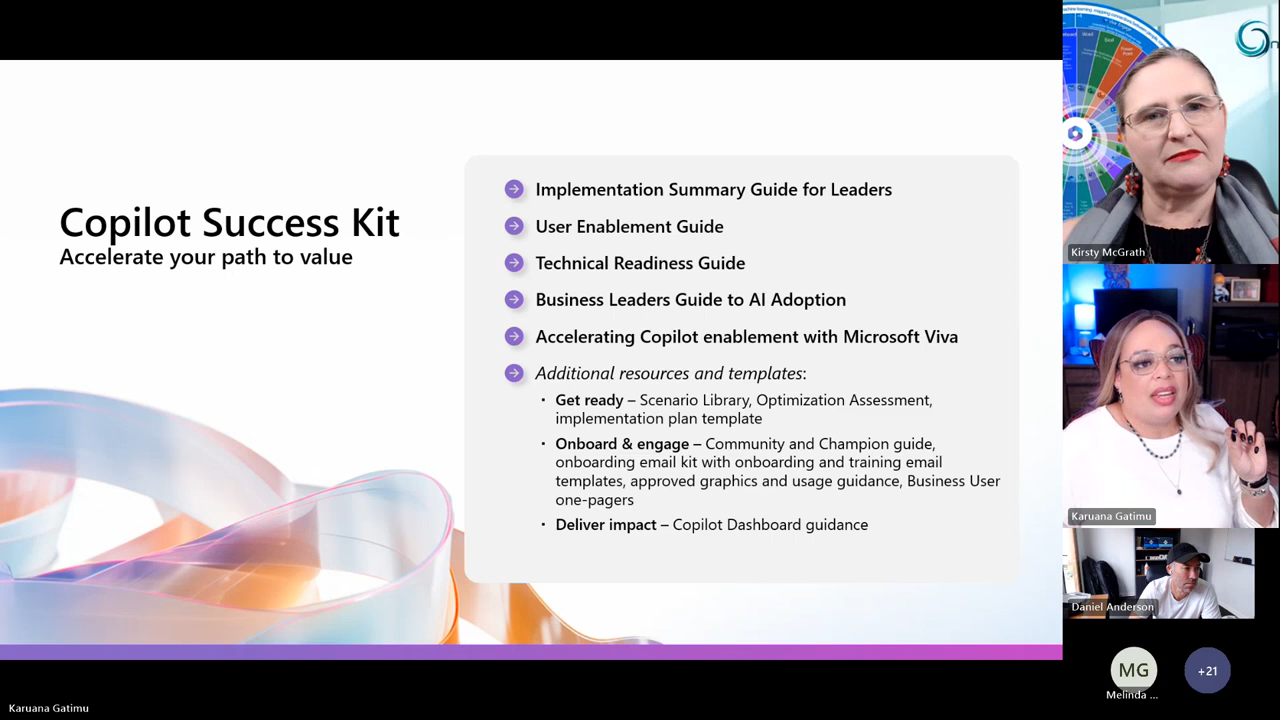 Copilot Success Kit
Accelerate your path to value
Implementation Summary Guide for Leaders
User Enablement Guide
Technical Readiness Guide
Business Leaders Guide to AI Adoption
Accelerating Copilot enablement with Microsoft Viva
Additional resources and templates:
Get ready – Scenario Library, Optimization Assessment,
implementation plan template
Onboard & engage – Community and Champion guide,
onboarding email kit with onboarding and training email
templates, approved graphics and usage guidance, Business User
one-pagers
Deliver impact – Copilot Dashboard guidance
Kirsty McGrath
Karuana Gatimu
Daniel Anderson
MG
+21
Melinda ...
Karuana Gatimu